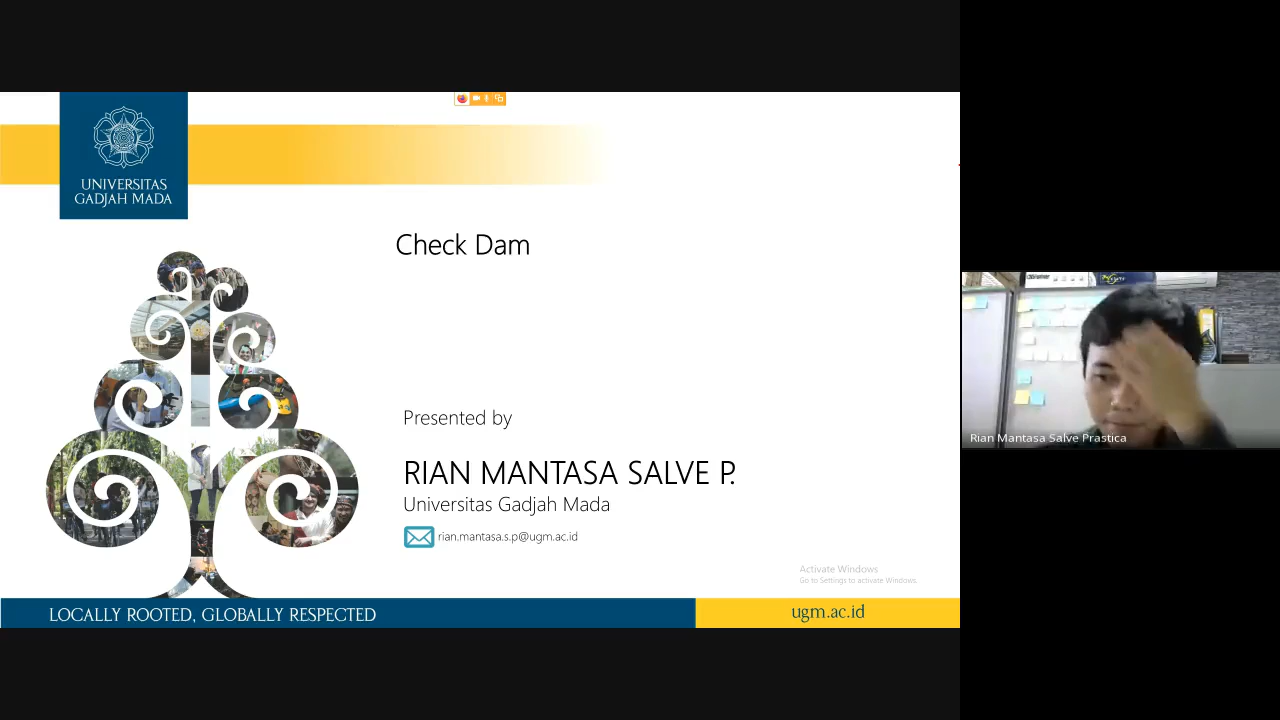 UNIVERSITAS
GADJAH MADA
Check Dam
Presented by
RIAN MANTASA SALVE P.
Universitas Gadjah Mada
rian.mantasa.s.p@ugm.ac.id
Activate Windows
Go to Settings to activate Windows.
LOCALLY ROOTED, GLOBALLY RESPECTED
ugm.ac.id
Rian Mantasa Salve Prastica